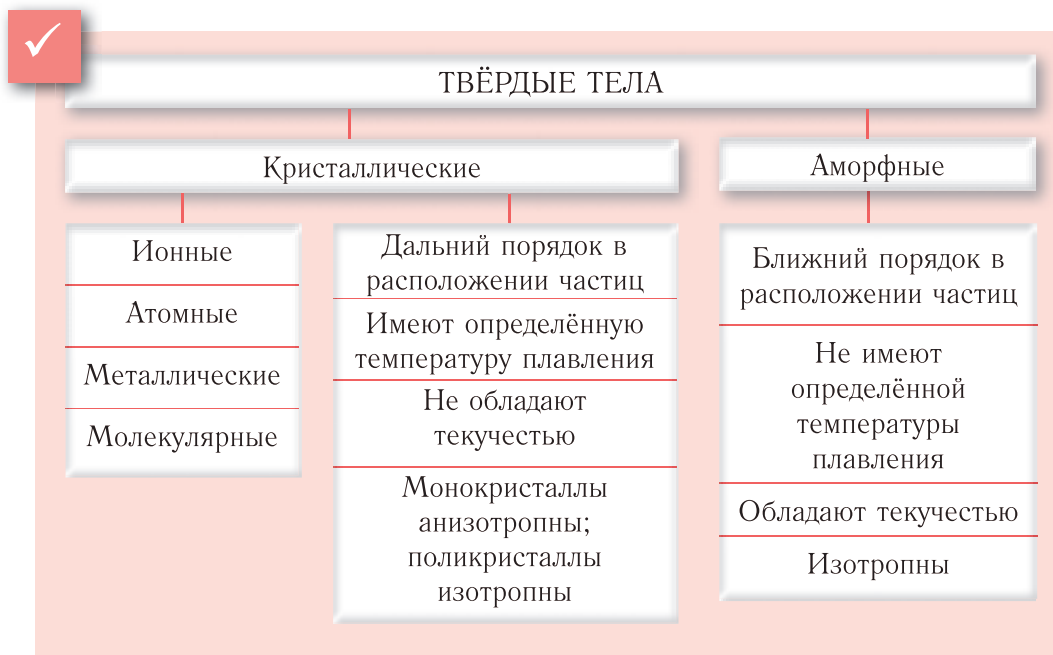 ТВЁРДЫЕ ТЕЛА
Кристаллические
Аморфные
Ионные
Атомные
Металлические
Молекулярные
Дальний порядок в
расположении частиц
Имеют определённую
температуру плавления
Не обладают
текучестью
Монокристаллы
анизотропны;
поликристаллы
изотропны
Ближний порядок в
расположении частиц
Не имеют
определённой
температуры
плавления
Обладают текучестью
Изотропны